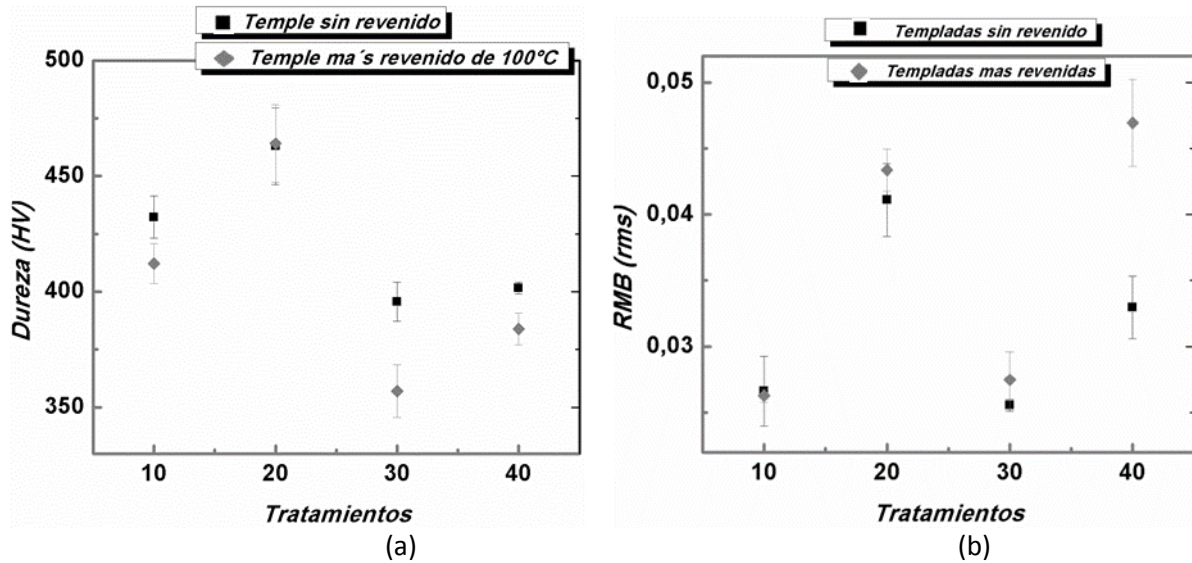 Temple sin revenido
Temple ma´s revenido de 100°C
500
450
400
350
Dureza (HV)
10 20 30 40
Tratamientos
(a)
Templadas sin revenido
Templadas mas revenidas
0,05
0,04
0,03
RMB (rms)
10 20 30 40
Tratamientos
(b)